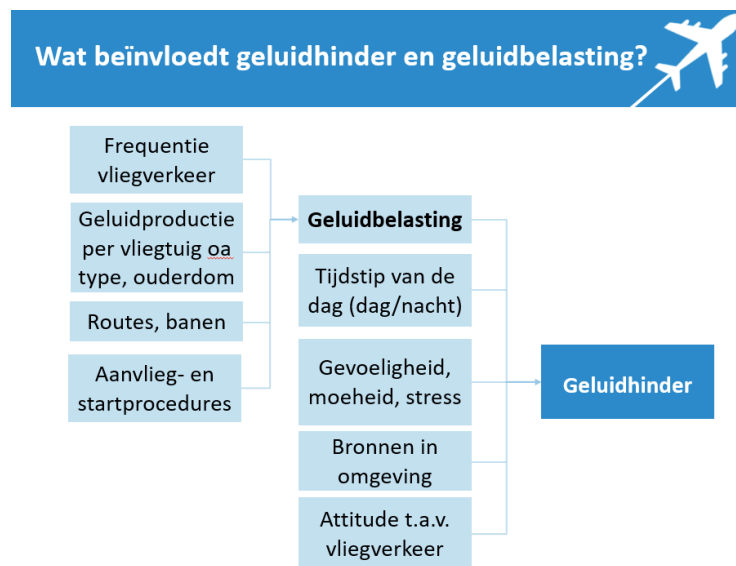 Wat beïnvloedt geluidhinder en geluidbelasting?
Frequentie
vliegverkeer
Geluidproductie
per vliegtuig oa
type, ouderdom
Routes, banen
Aanvlieg- en
startprocedures
Geluidbelasting
Tijdstip van de
dag (dag/nacht)
Gevoeligheid,
moeheid, stress
Bronnen in
omgeving
Attitude t.a.v.
vliegverkeer
Geluidhinder